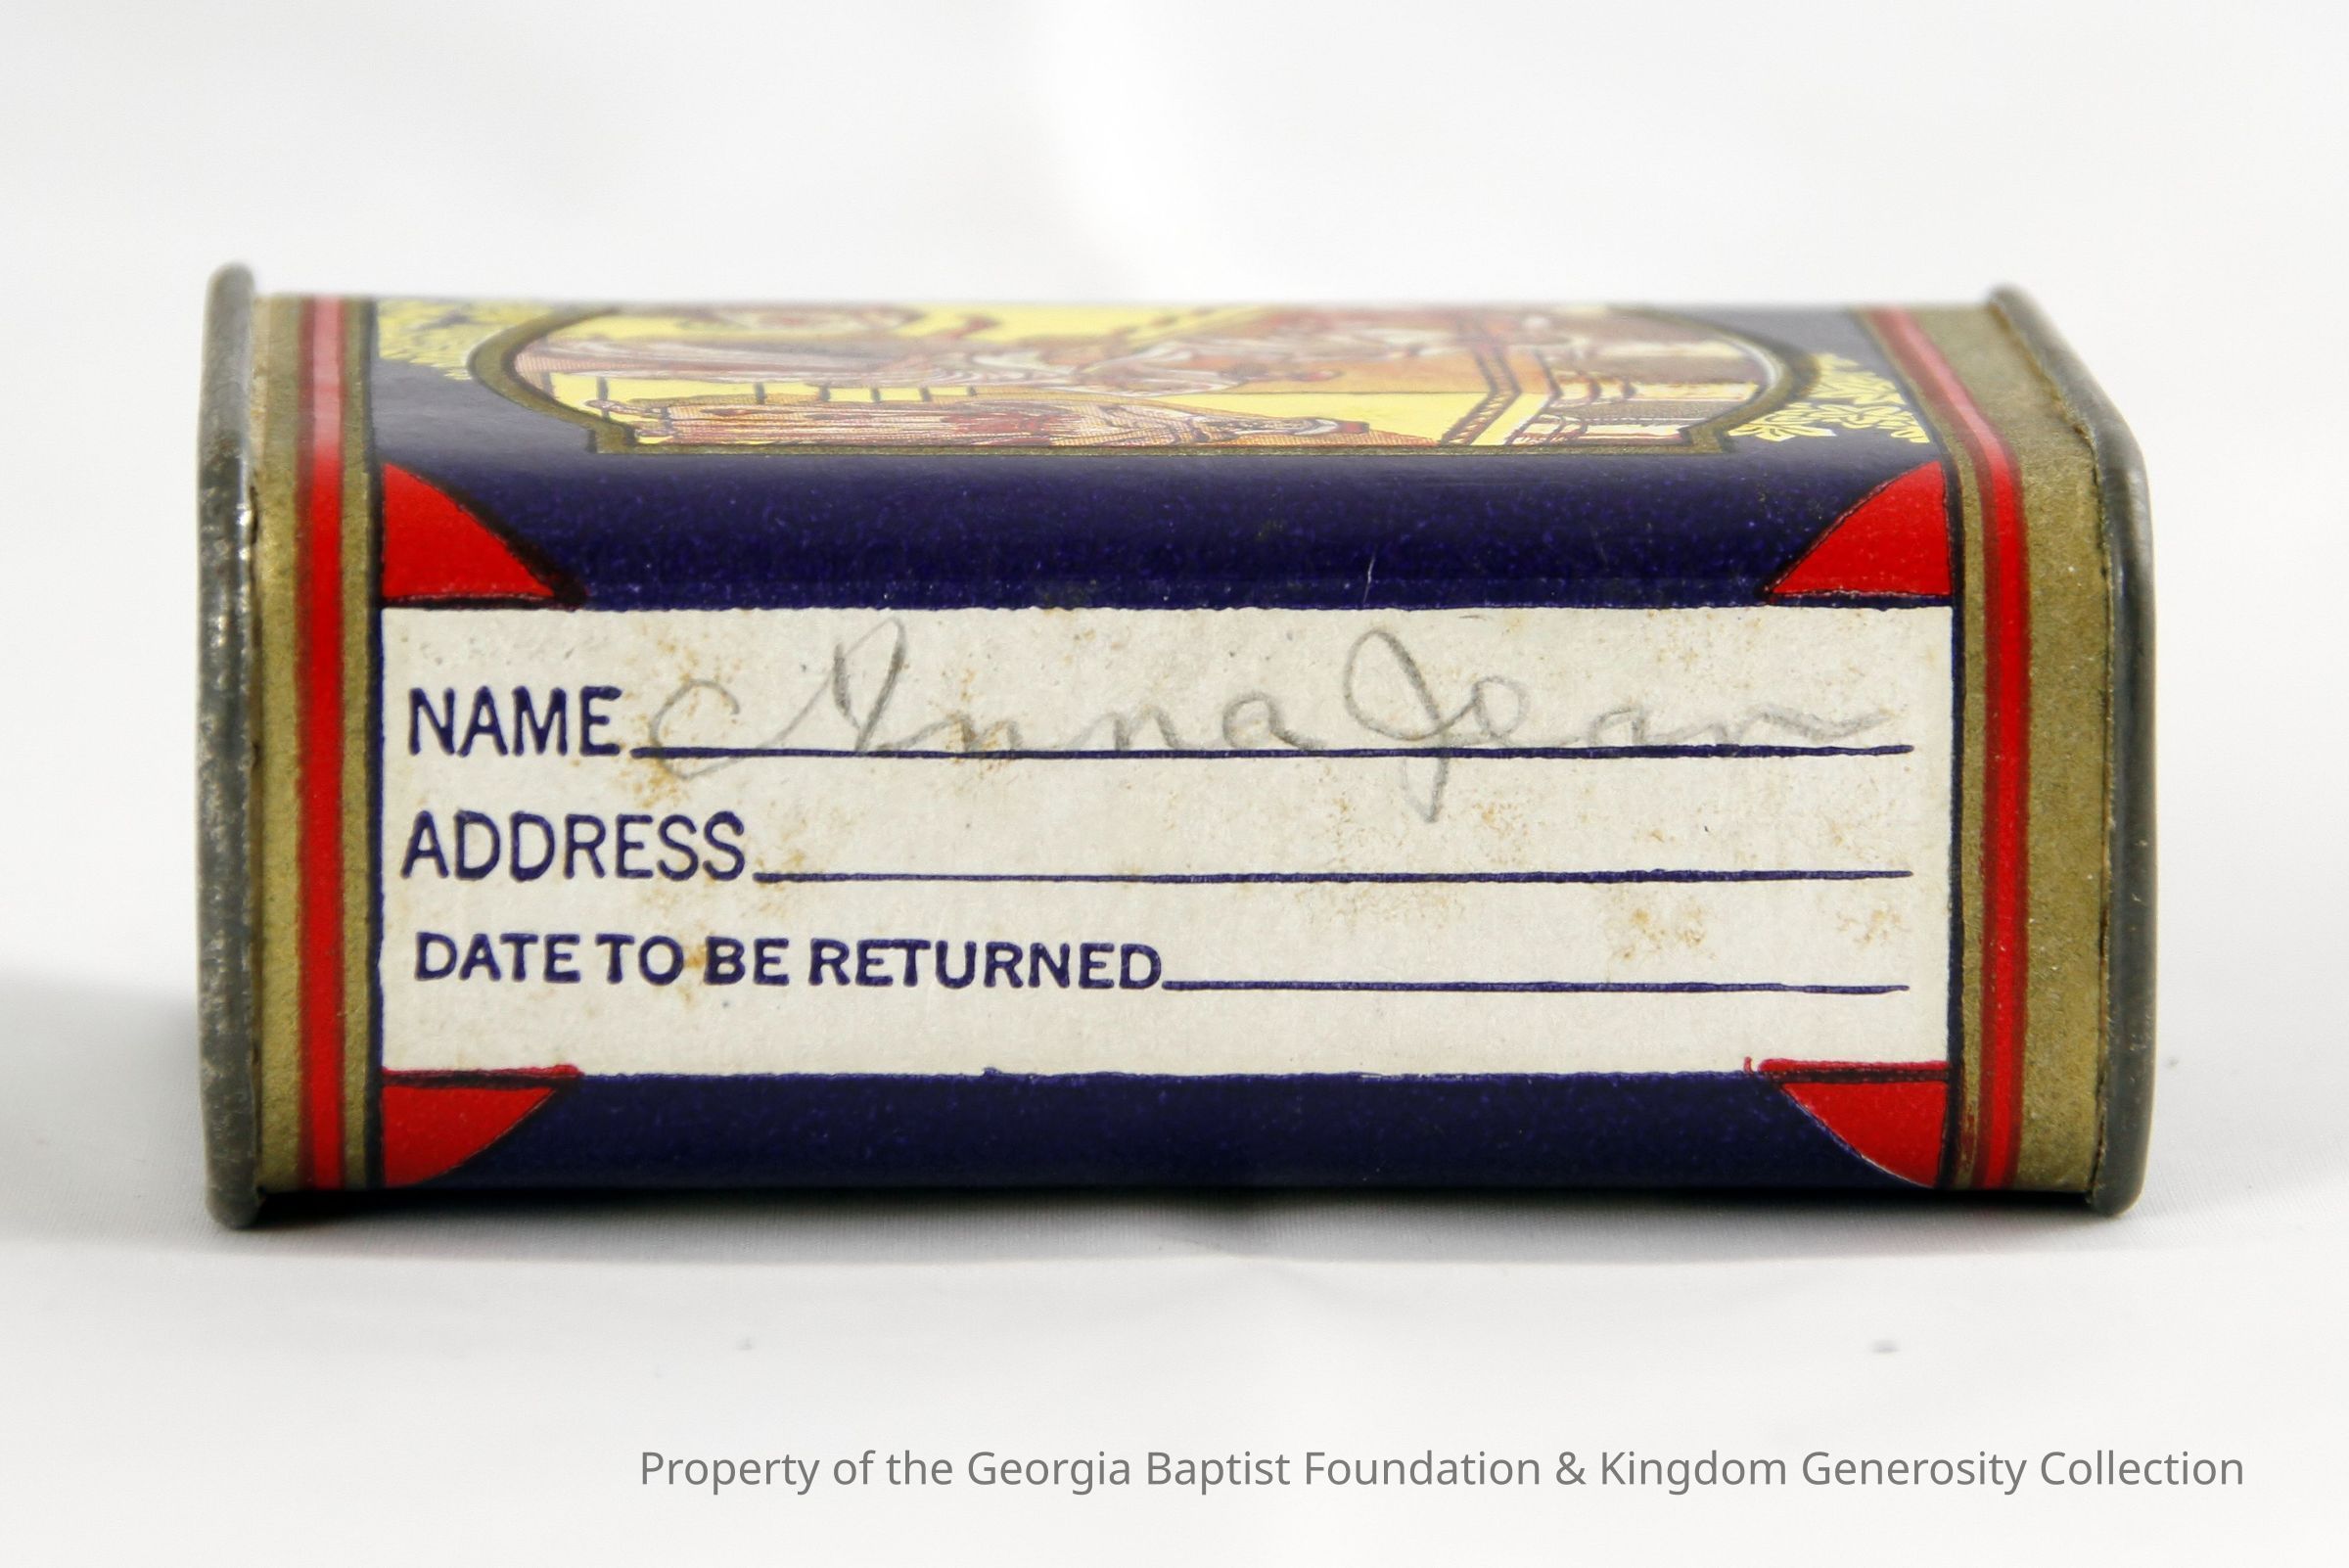 NAME Anna Jean
ADDRESS
DATE TO BE RETURNED
Property of the Georgia Baptist Foundation & Kingdom Generosity Collection